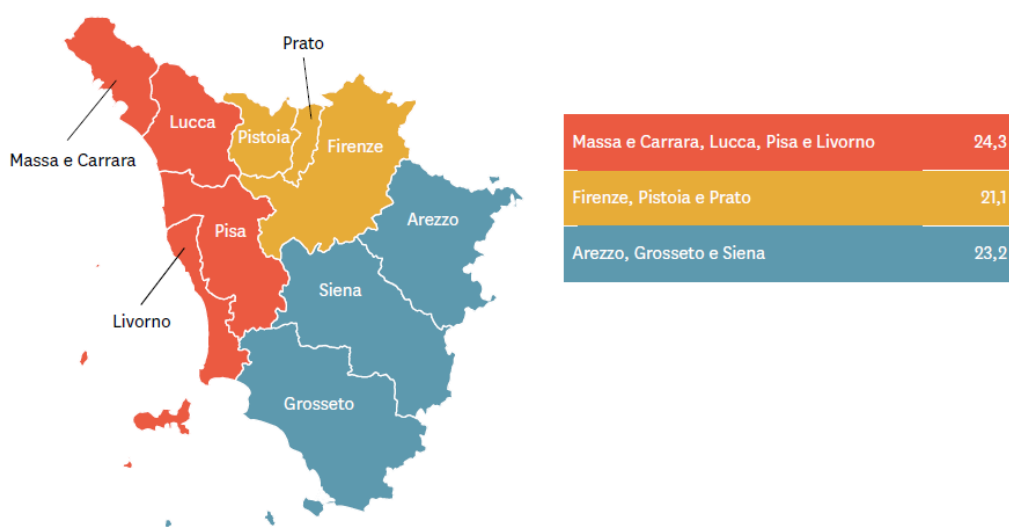 Prato
Lucca
Pistoia
Firenze
Massa e Carrara
Arezzo
Pisa
Siena
Livorno
Grosseto
Massa e Carrara, Lucca, Pisa e Livorno 24,3
Firenze, Pistoia e Prato 21,1
Arezzo, Grosseto e Siena 23,2